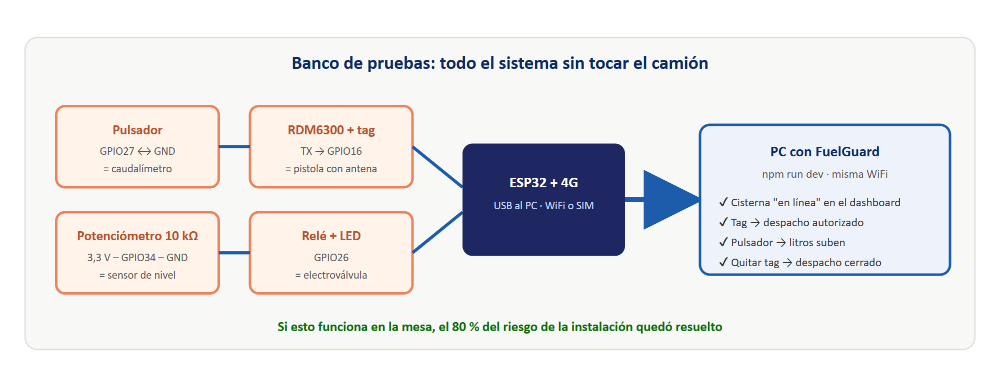 Banco de pruebas: todo el sistema sin tocar el camión
Pulsador
GPIO27 ↔ GND
= caudalímetro
RDM6300 + tag
TX → GPIO16
= pistola con antena
Potenciómetro 10 kΩ
3,3 V – GPIO34 – GND
= sensor de nivel
Relé + LED
GPIO26
= electroválvula
ESP32 + 4G
USB al PC · WiFi o SIM
PC con FuelGuard
npm run dev · misma WiFi
✓ Cisterna "en línea" en el dashboard
✓ Tag → despacho autorizado
✓ Pulsador → litros suben
✓ Quitar tag → despacho cerrado
Si esto funciona en la mesa, el 80 % del riesgo de la instalación quedó resuelto